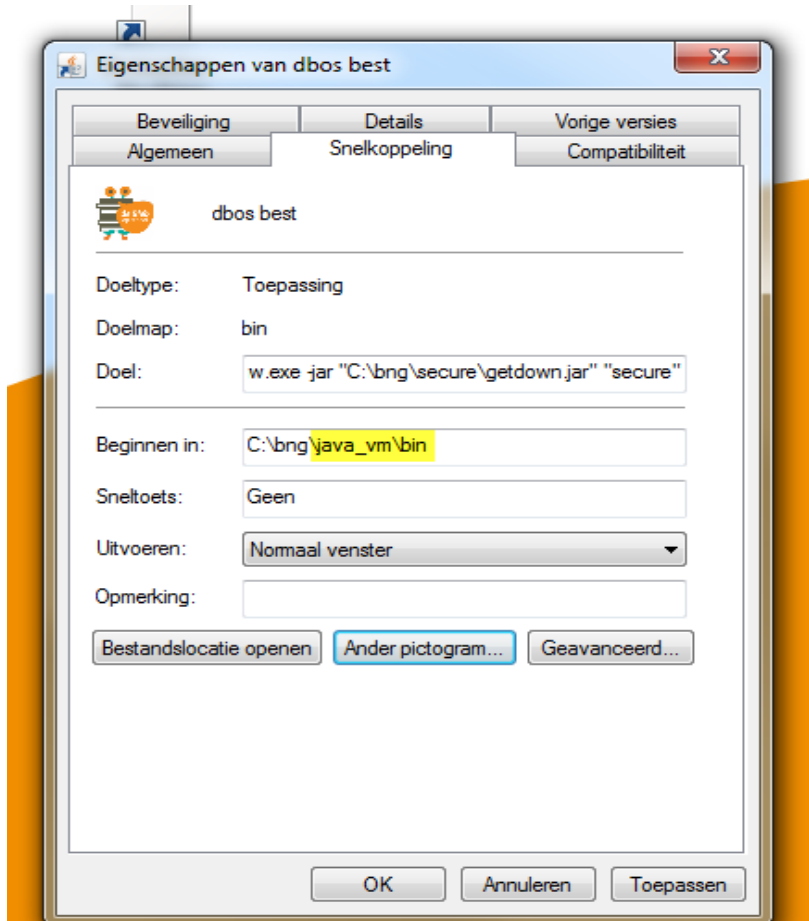 Eigenschappen van dbos best
Beveiliging Details Vorige versies
Algemeen Snelkoppeling Compatibiliteit
dbos best
Doeltype: Toepassing
Doelmap: bin
Doel: w.exe -jar "C:\bng\secure\getdown.jar" "secure"
Beginnen in: C:\bng\java_vm\bin
Sneltoets: Geen
Uitvoeren: Normaal venster
Opmerking:
Bestandslocatie openen Ander pictogram... Geavanceerd...
OK Annuleren Toepassen